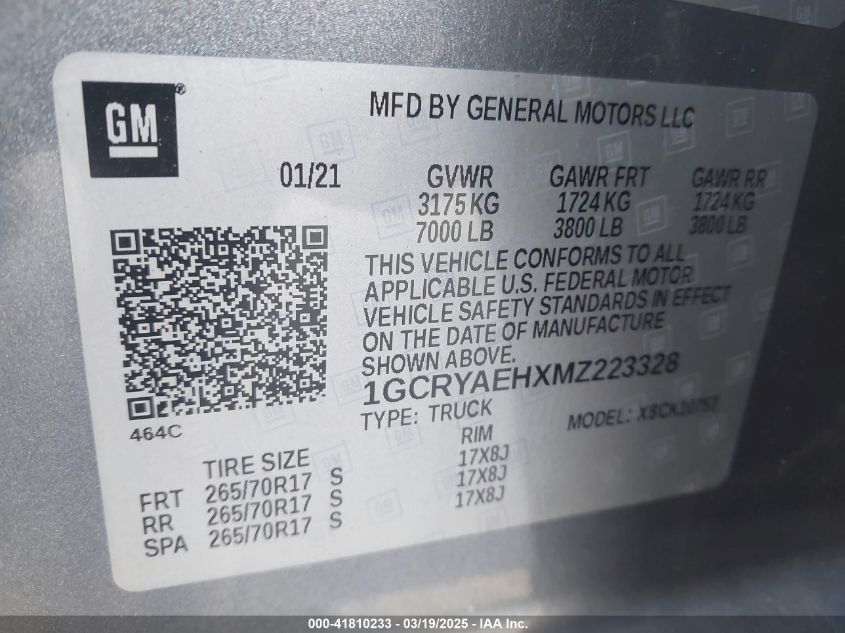 GM®
MFD BY GENERAL MOTORS LLC
01/21
GVWR GAWR FRT GAWR RR
3175 KG 1724 KG 1724 KG
7000 LB 3800 LB 3800 LB
THIS VEHICLE CONFORMS TO ALL
APPLICABLE U.S. FEDERAL MOTOR
VEHICLE SAFETY STANDARDS IN EFFECT
ON THE DATE OF MANUFACTURE
SHOWN ABOVE.
1GCRYAEHXMZ223328
464C
TYPE: TRUCK MODEL:
TIRE SIZE RIM
FRT 265/70R17 S 17X8J
RR 265/70R17 S 17X8J
SPA 265/70R17 S 17X8J
000-41810233 - 03/19/2025 - IAA Inc.